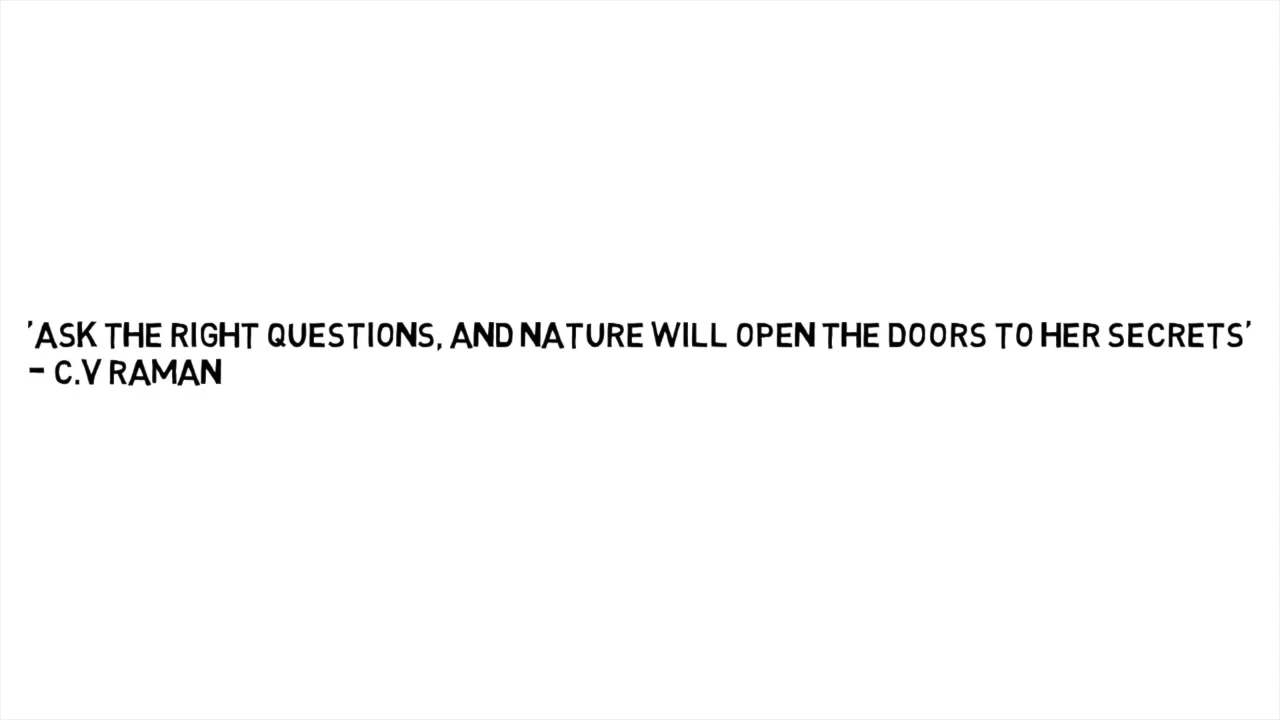 'ASK THE RIGHT QUESTIONS, AND NATURE WILL OPEN THE DOORS TO HER SECRETS'
- C.V RAMAN